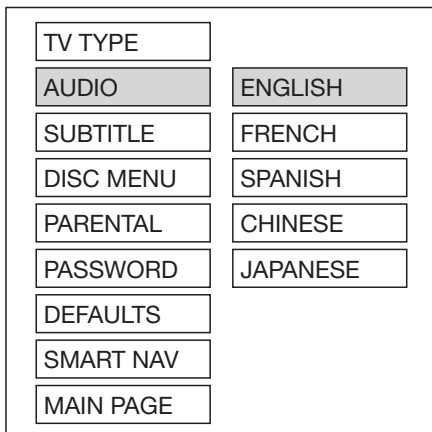 TV TYPE
AUDIO ENGLISH
SUBTITLE FRENCH
DISC MENU SPANISH
PARENTAL CHINESE
PASSWORD JAPANESE
DEFAULTS
SMART NAV
MAIN PAGE